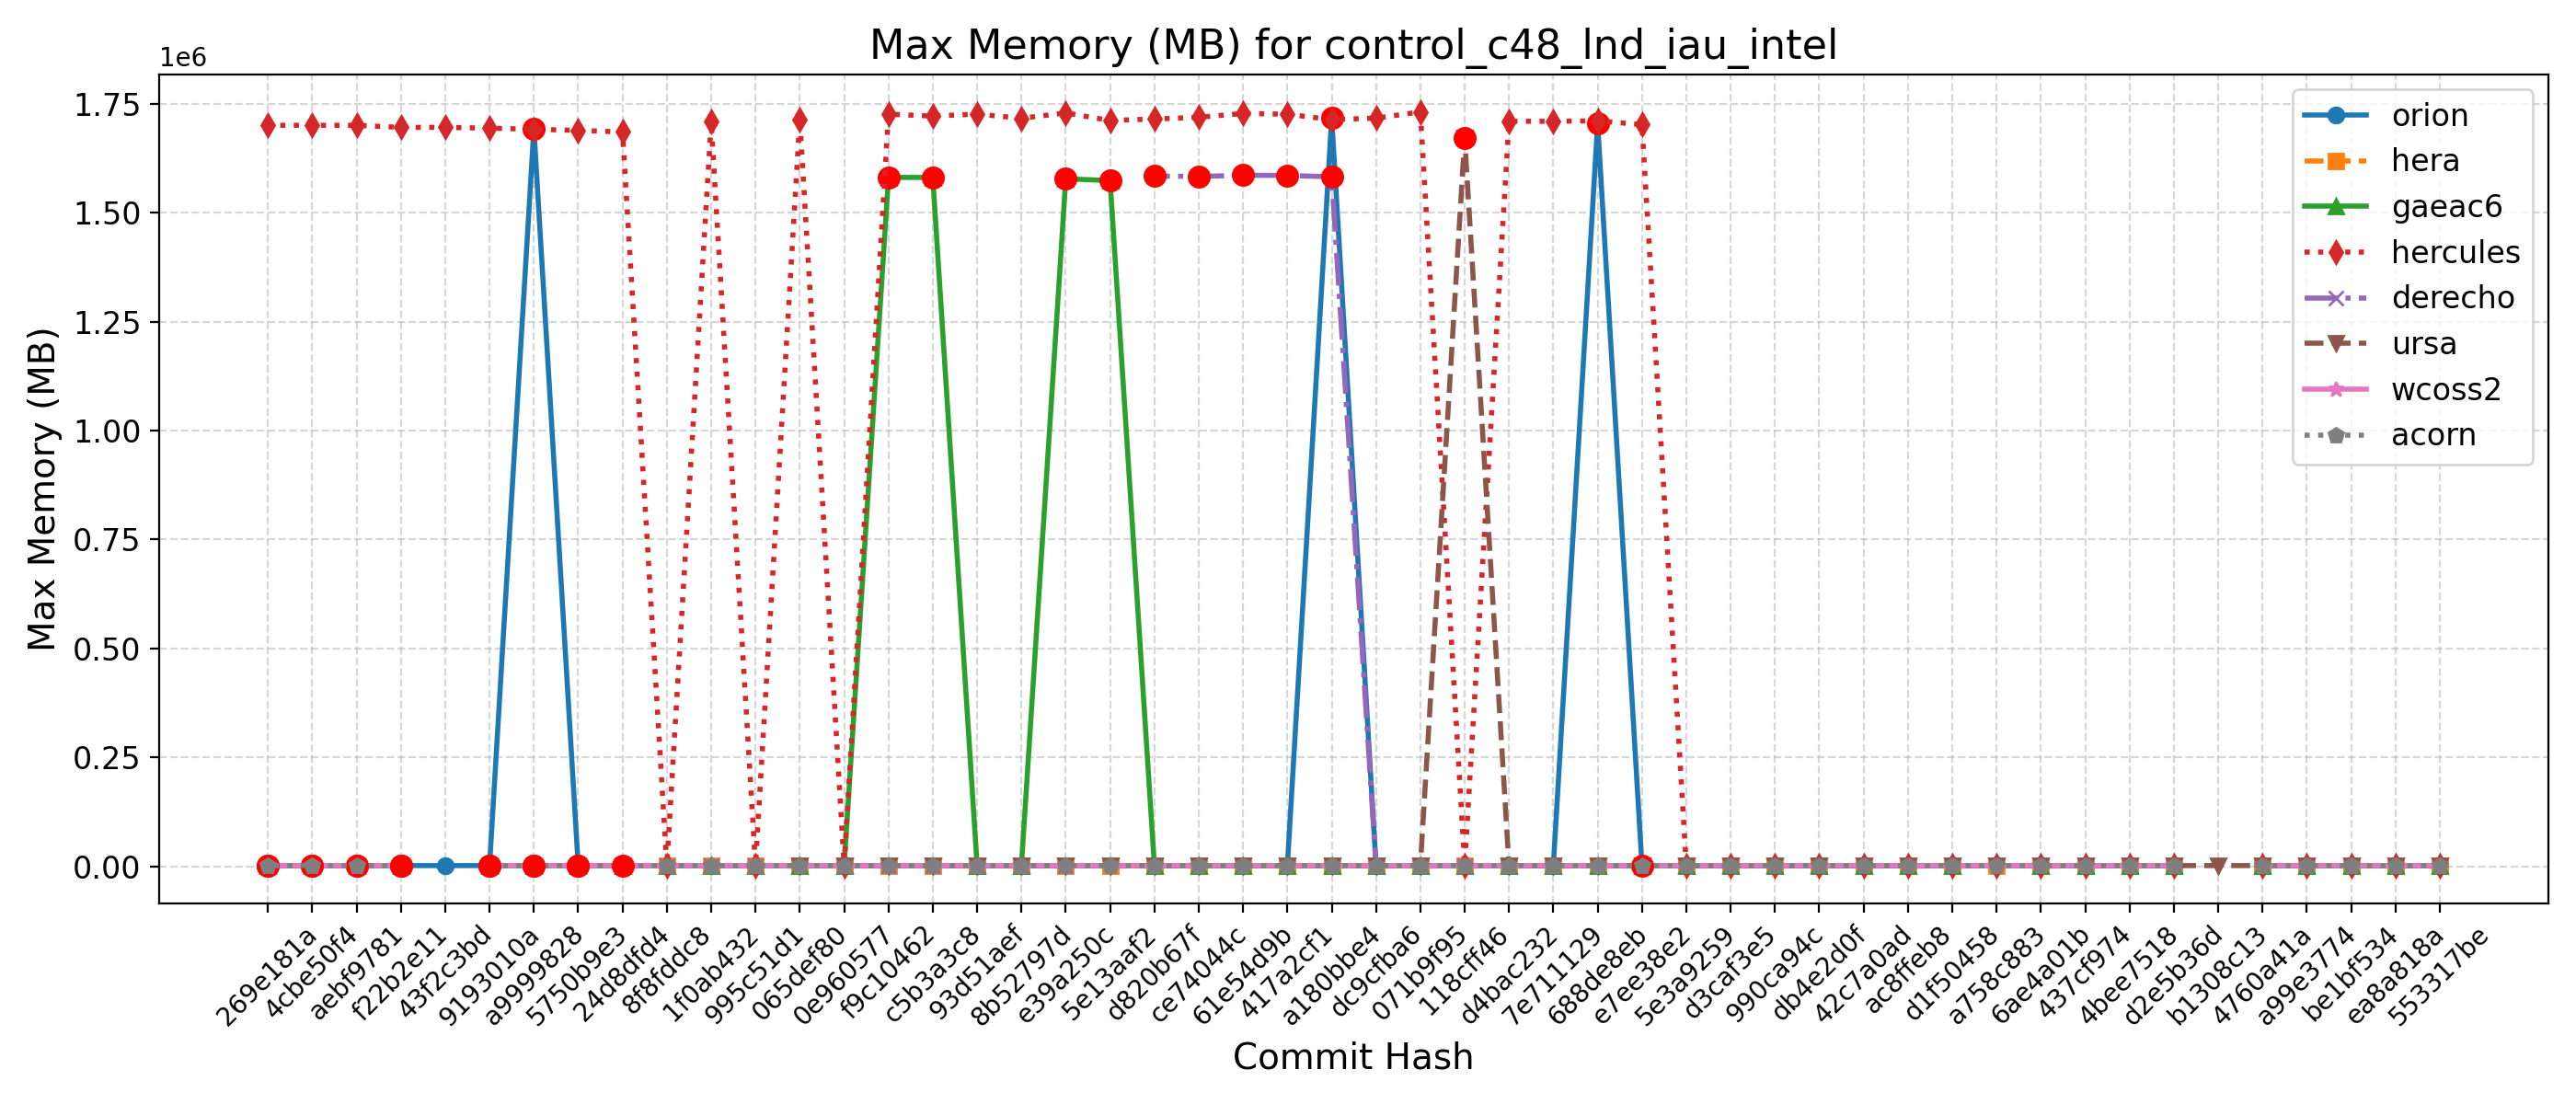 Max Memory (MB) for control_c48_lnd_iau_intel
1e6
1.75
1.50
1.25
1.00
0.75
0.50
0.25
0.00
Max Memory (MB)
orion
hera
gaeac6
hercules
derecho
ursa
wcoss2
acorn
269e181a
4cbe50f4
aebf9781
f22b2e11
43f2c3bd
9193010a
a9999828
5750b9e3
24d8dfd4
8f8fddc8
1f0ab432
995c51d1
065def80
0e960577
f9c10462
c5b3a3c8
93d51aef
8b52797d
e39a250c
5e13aaf2
d820b67f
ce74044c
61e54d9b
417a2cf1
a180bbe4
dc9cfba6
071b9f95
118cff46
d4bac232
7e711129
688de8eb
e7ee38e2
5e3a9259
d3caf3e5
990ca94c
db4e2d0f
42c7a0ad
ac8ffeb8
d1f50458
a758c883
6ae4a01b
437cf974
4bee7518
d2e5b36d
b1308c13
4760a41a
a99e3774
be1bf534
ea8a818a
553317be
Commit Hash